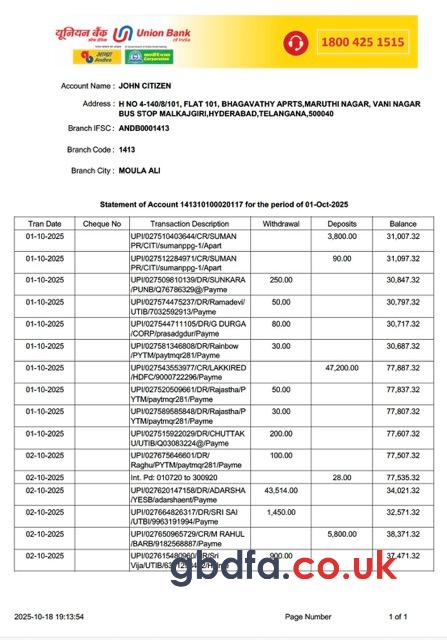 यूनियन बैंक Union Bank
of India
आन्ध्रा
Andhra
Corporation
1800 425 1515
Account Name : JOHN CITIZEN
Address : H NO 4-140/8/101, FLAT 101, BHAGAVATHY APRTS,MARUTHI NAGAR, VANI NAGAR
BUS STOP MALKAJGIRI,HYDERABAD,TELANGANA,500040
Branch IFSC : ANDB0001413
Branch Code : 1413
Branch City : MOULA ALI
Statement of Account 141310100020117 for the period of 01-Oct-2025
Tran Date Cheque No Transaction Description Withdrawal Deposits Balance
01-10-2025 UPI/027510403644/CR/SUMAN 3,800.00 31,007.32
PR/CITI/sumanppg-1/Apart
01-10-2025 UPI/027512284971/CR/SUMAN 90.00 31,097.32
PR/CITI/sumanppg-1/Apart
01-10-2025 UPI/027509810139/DR/SUNKARA 250.00 30,847.32
/PUNB/Q76786329@/Payme
01-10-2025 UPI/027574475237/DR/Ramadevi/ 50.00 30,797.32
UTIB/7032592913/Payme
01-10-2025 UPI/027544711105/DR/G DURGA 80.00 30,717.32
/CORP/prasadgdur/Payme
01-10-2025 UPI/027581346808/DR/Rainbow 30.00 30,687.32
/PYTM/paytmqr281/Payme
01-10-2025 UPI/027543553977/CR/LAKKIRED 47,200.00 77,887.32
/HDFC/9000722296/Payme
01-10-2025 UPI/027520509661/DR/Rajastha/P 50.00 77,837.32
YTM/paytmqr281/Payme
01-10-2025 UPI/027589585848/DR/Rajastha/P 30.00 77,807.32
YTM/paytmqr281/Payme
01-10-2025 UPI/027515922029/DR/CHUTTAK 200.00 77,607.32
U/UTIB/Q03083224@/Payme
02-10-2025 UPI/02767564660­1/DR/ 100.00 77,507.32
Raghu/PYTM/paytmqr281/Payme
02-10-2025 Int. Pd: 010720 to 300920 28.00 77,535.32
02-10-2025 UPI/027620147158/DR/ADARSHA 43,514.00 34,021.32
/YESB/adarshaent/Payme
02-10-2025 UPI/027664826317/DR/SRI SAI 1,450.00 32,571.32
/UTBI/9963191994/Payme
02-10-2025 UPI/027650965729/CR/M RAHUL 5,800.00 38,371.32
/BARB/9182568887/Payme
02-10-2025 UPI/027615480960/DR/Sri 900.00 37,471.32
gbdfa.co.uk
2025-10-18 19:13:54 Page Number 1 of 1